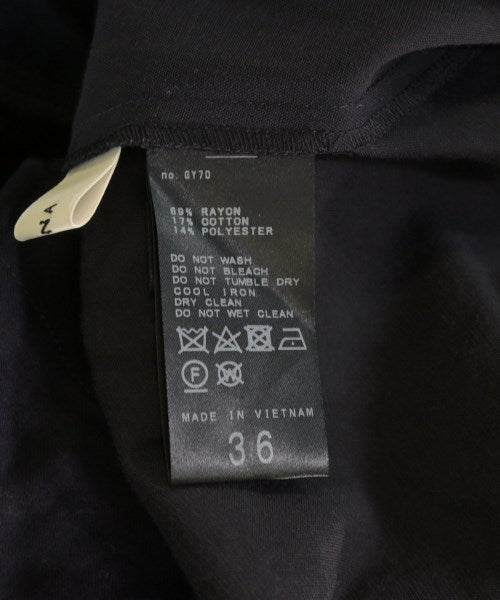 no. GY70
69% RAYON
17% COTTON
14% POLYESTER
DO NOT WASH
DO NOT BLEACH
DO NOT TUMBLE DRY
COOL IRON
DRY CLEAN
DO NOT WET CLEAN
F W
MADE IN VIETNAM
36